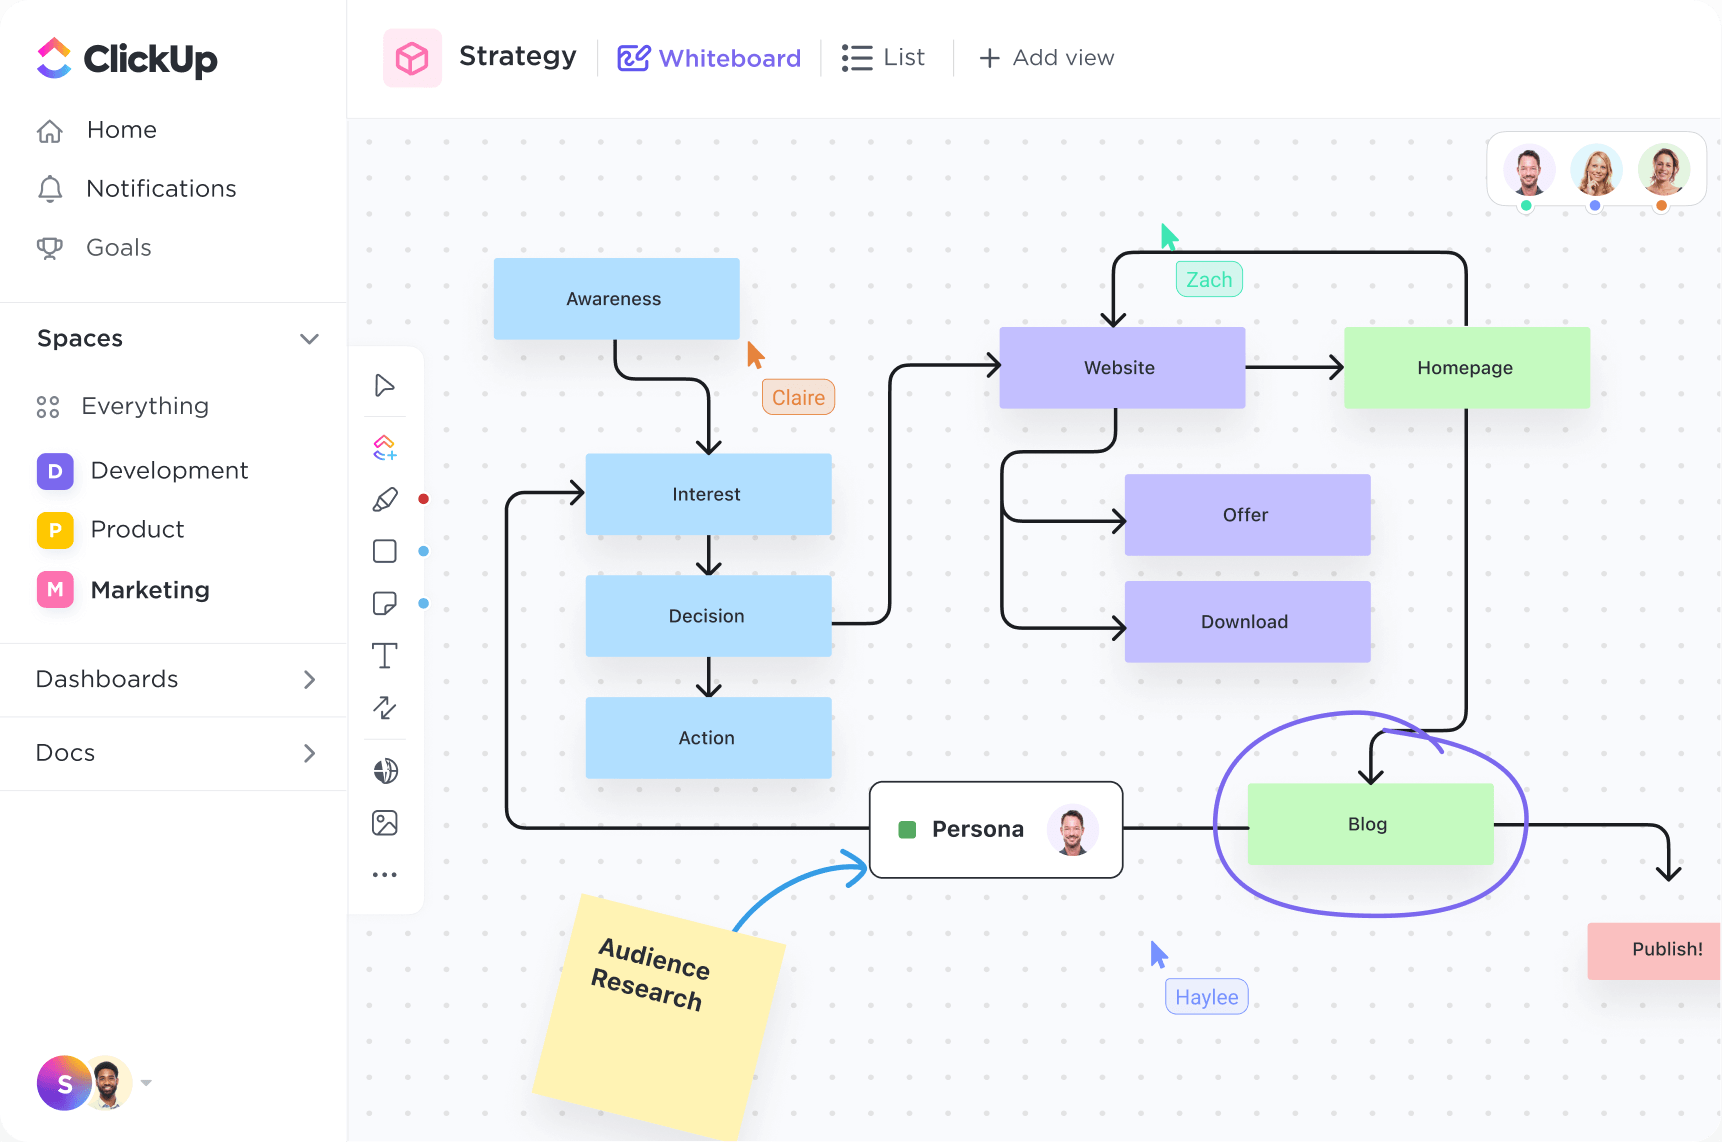 ClickUp
Home
Notifications
Goals
Spaces
Everything
D
Development
P
Product
M
Marketing
Dashboards
Docs
S
Strategy
Whiteboard
List
Add view
Awareness
Claire
Zach
Website
Homepage
Interest
Offer
Decision
Download
Action
Persona
Blog
Audience
Research
Publish!
Haylee